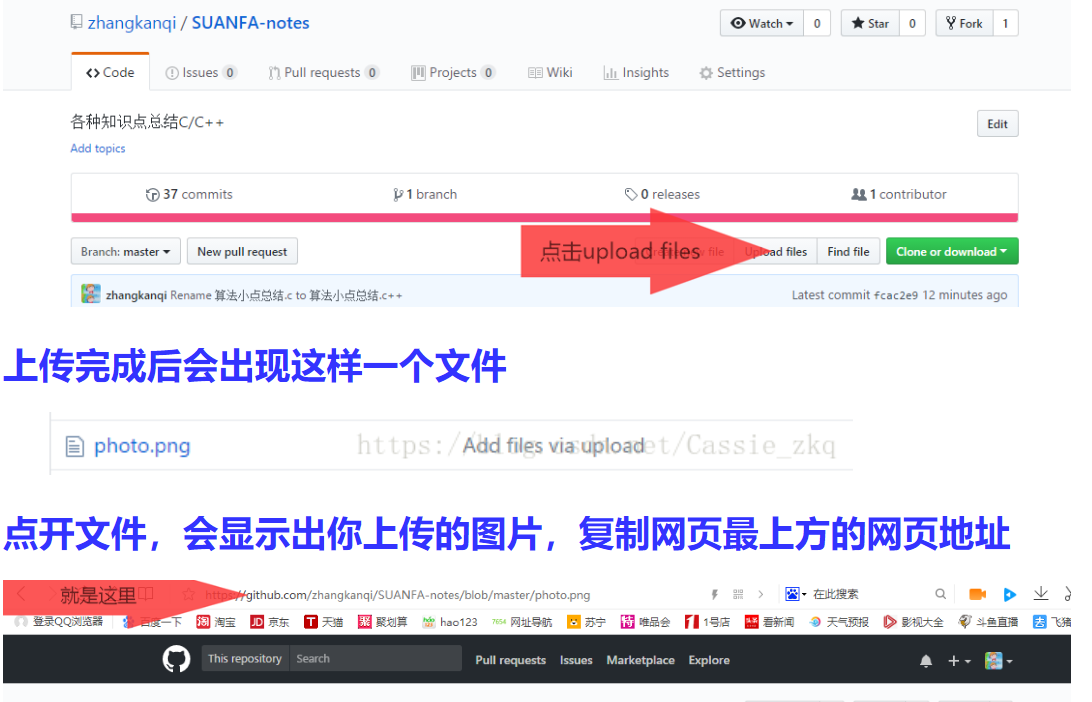 zhangkanqi / SUANFA-notes
Watch 0 Star 0 Fork 1
Code Issues 0 Pull requests 0 Projects 0 Wiki Insights Settings
各种知识点总结C/C++
Edit
Add topics
37 commits 1 branch 0 releases 1 contributor
Branch: master New pull request 点击upload files file Upload files Find file Clone or download
zhangkanqi Rename 算法小点总结.c to 算法小点总结.c++ Latest commit fcac2e9 12 minutes ago
上传完成后会出现这样一个文件
photo.png Add files via upload
https://blog.csdn.net/Cassie_zkq
点开文件，会显示出你上传的图片，复制网页最上方的网页地址
就是这里 https://github.com/zhangkanqi/SUANFA-notes/blob/master/photo.png 在此搜索
登录QQ浏览器 百度一下 淘宝 京东 天猫 聚划算 hao123 网址导航 苏宁 唯品会 1号店 看新闻 天气预报 影视大全 斗鱼直播 飞猪
This repository Search Pull requests Issues Marketplace Explore